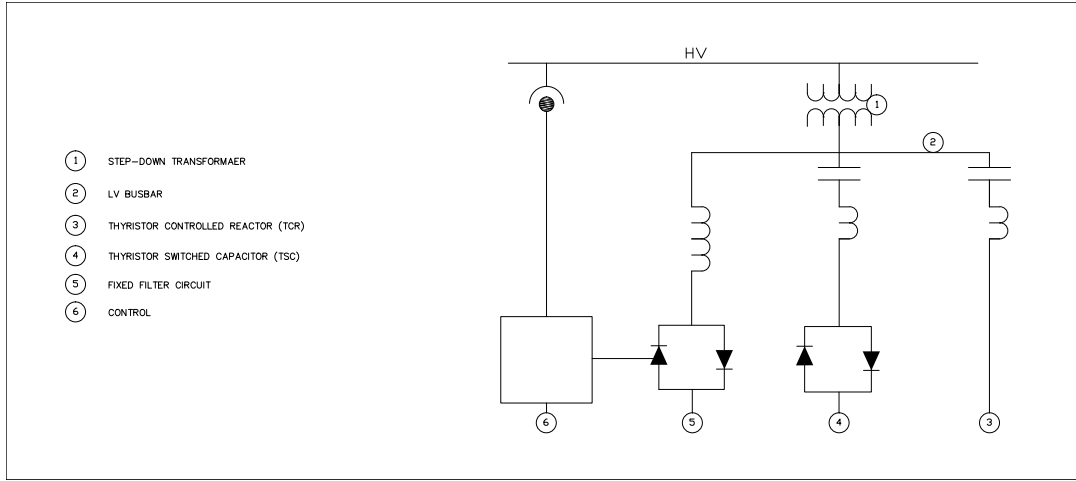 HV
1
2
1 STEP-DOWN TRANSFORMAER
2 LV BUSBAR
3 THYRISTOR CONTROLLED REACTOR (TCR)
4 THYRISTOR SWITCHED CAPACITOR (TSC)
5 FIXED FILTER CIRCUIT
6 CONTROL
6 5 4 3